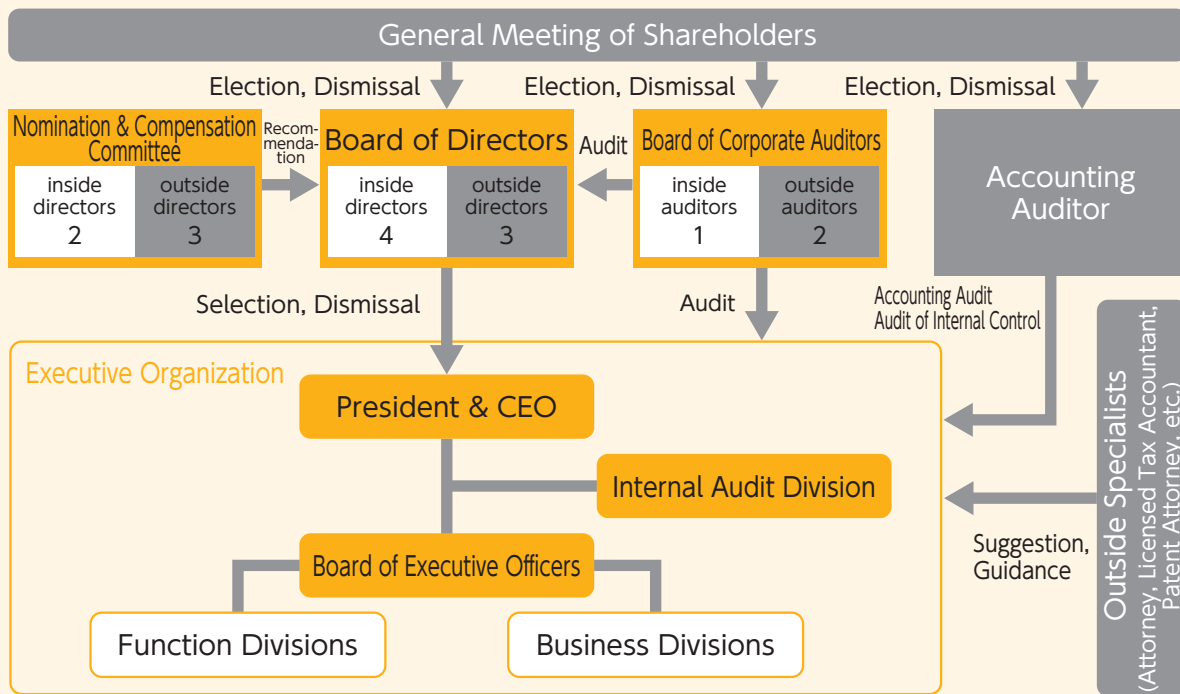 General Meeting of Shareholders
Election, Dismissal
Election, Dismissal
Election, Dismissal
Nomination & Compensation
Committee
inside
directors
2
outside
directors
3
Recom-
menda-
tion
Board of Directors
inside
directors
4
outside
directors
3
Audit
Board of Corporate Auditors
inside
auditors
1
outside
auditors
2
Accounting
Auditor
Selection, Dismissal
Audit
Accounting Audit
Audit of Internal Control
Executive Organization
President & CEO
Internal Audit Division
Board of Executive Officers
Function Divisions
Business Divisions
Suggestion,
Guidance
Outside Specialists
(Attorney, Licensed Tax Accountant,
Patent Attorney, etc.)